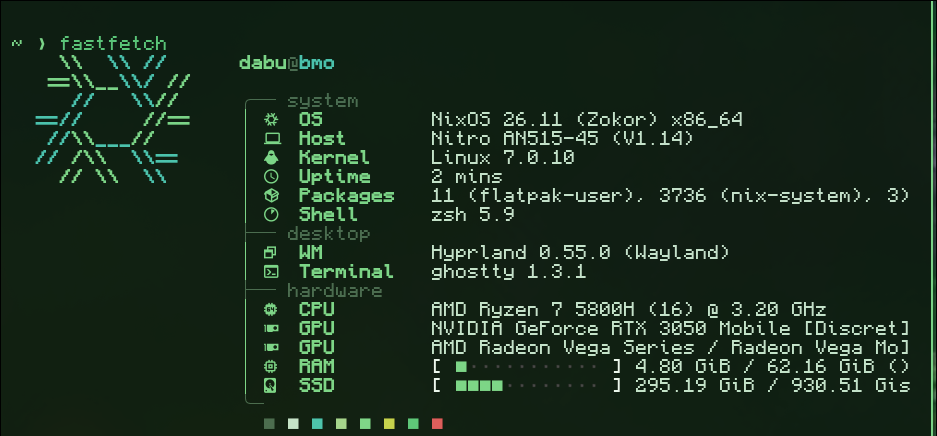 ~ ❯ fastfetch
dabu@bmo
system
OS NixOS 26.11 (Zokor) x86_64
Host Nitro AN515-45 (V1.14)
Kernel Linux 7.0.10
Uptime 2 mins
Packages 11 (flatpak-user), 3736 (nix-system), 3)
Shell zsh 5.9
desktop
WM Hyprland 0.55.0 (Wayland)
Terminal ghostty 1.3.1
hardware
CPU AMD Ryzen 7 5800H (16) @ 3.20 GHz
GPU NVIDIA GeForce RTX 3050 Mobile [Discret]
GPU AMD Radeon Vega Series / Radeon Vega Mo]
RAM [ ■··········· ] 4.80 GiB / 62.16 GiB ()
SSD [ ■■■■········ ] 295.19 GiB / 930.51 Gis